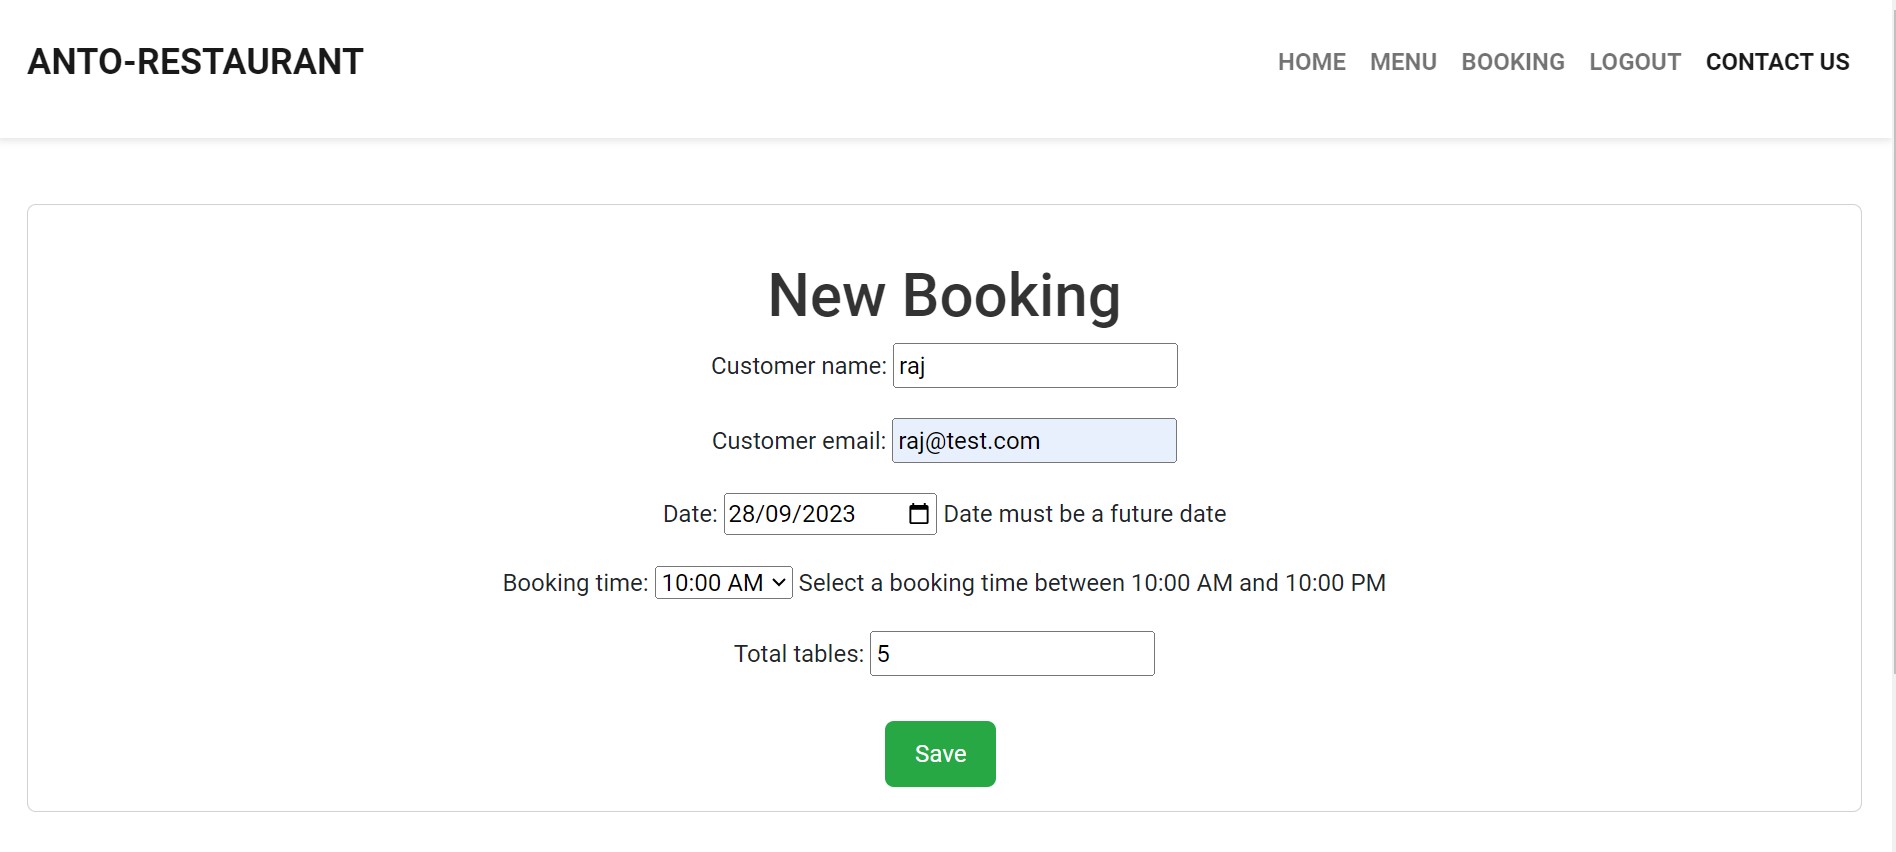 ANTO-RESTAURANT HOME MENU BOOKING LOGOUT CONTACT US
New Booking
Customer name: raj
Customer email: raj@test.com
Date: 28/09/2023 Date must be a future date
Booking time: 10:00 AM Select a booking time between 10:00 AM and 10:00 PM
Total tables: 5
Save